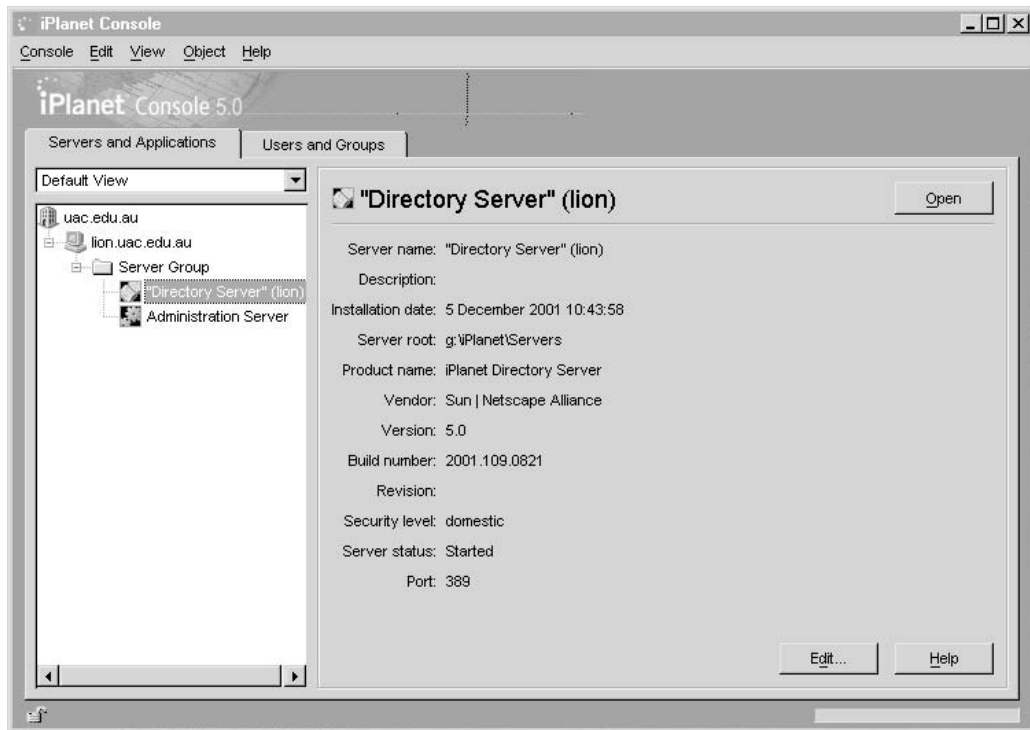 iPlanet Console
Console Edit View Object Help
iPlanet Console 5.0
Servers and Applications Users and Groups
Default View
uac.edu.au
lion.uac.edu.au
Server Group
"Directory Server" (lion)
Administration Server
"Directory Server" (lion)
Open
Server name: "Directory Server" (lion)
Description:
Installation date: 5 December 2001 10:43:58
Server root: g:\iPlanet\Servers
Product name: iPlanet Directory Server
Vendor: Sun | Netscape Alliance
Version: 5.0
Build number: 2001.109.0821
Revision:
Security level: domestic
Server status: Started
Port: 389
Edit... Help